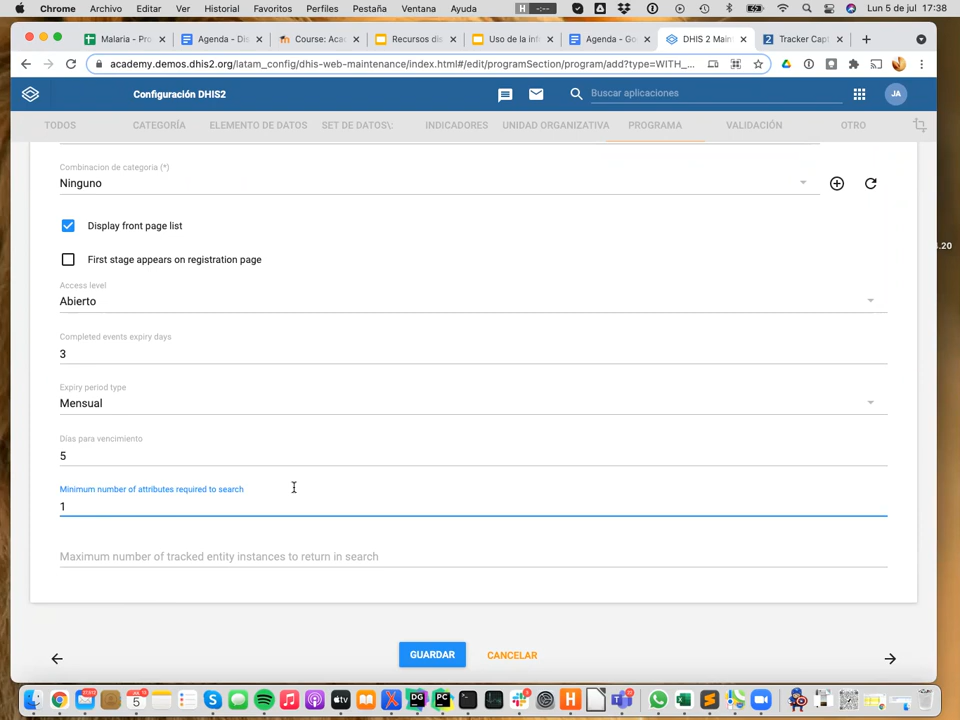 Chrome Archivo Editar Ver Historial Favoritos Perfiles Pestaña Ventana Ayuda
H -:-- Lun 5 de jul 17:38
Malaria - Pro
Agenda - Dis
Course: Aca
Recursos dis
Uso de la inf
Agenda - Go
DHIS 2 Main
Tracker Capt
academy.demos.dhis2.org/latam_config/dhis-web-maintenance/index.html#/edit/programSection/program/add?type=WITH_...
Configuración DHIS2
Buscar aplicaciones
JA
TODOS CATEGORÍA ELEMENTO DE DATOS SET DE DATOS\: INDICADORES UNIDAD ORGANIZATIVA PROGRAMA VALIDACIÓN OTRO
Combinacion de categoria (*)
Ninguno
Display front page list
4.20
First stage appears on registration page
Access level
Abierto
Completed events expiry days
3
Expiry period type
Mensual
Días para vencimiento
5
Minimum number of attributes required to search
1
Maximum number of tracked entity instances to return in search
GUARDAR
CANCELAR